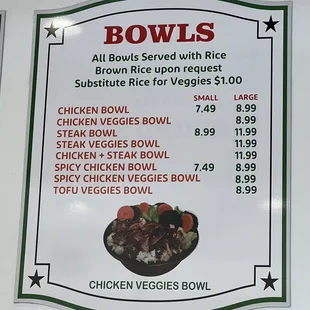 BOWLS
All Bowls Served with Rice
Brown Rice upon request
Substitute Rice for Veggies $1.00
SMALL LARGE
CHICKEN BOWL 7.49 8.99
CHICKEN VEGGIES BOWL 8.99
STEAK BOWL 8.99 11.99
STEAK VEGGIES BOWL 11.99
CHICKEN + STEAK BOWL 11.99
SPICY CHICKEN BOWL 7.49 8.99
SPICY CHICKEN VEGGIES BOWL 8.99
TOFU VEGGIES BOWL 8.99
CHICKEN VEGGIES BOWL